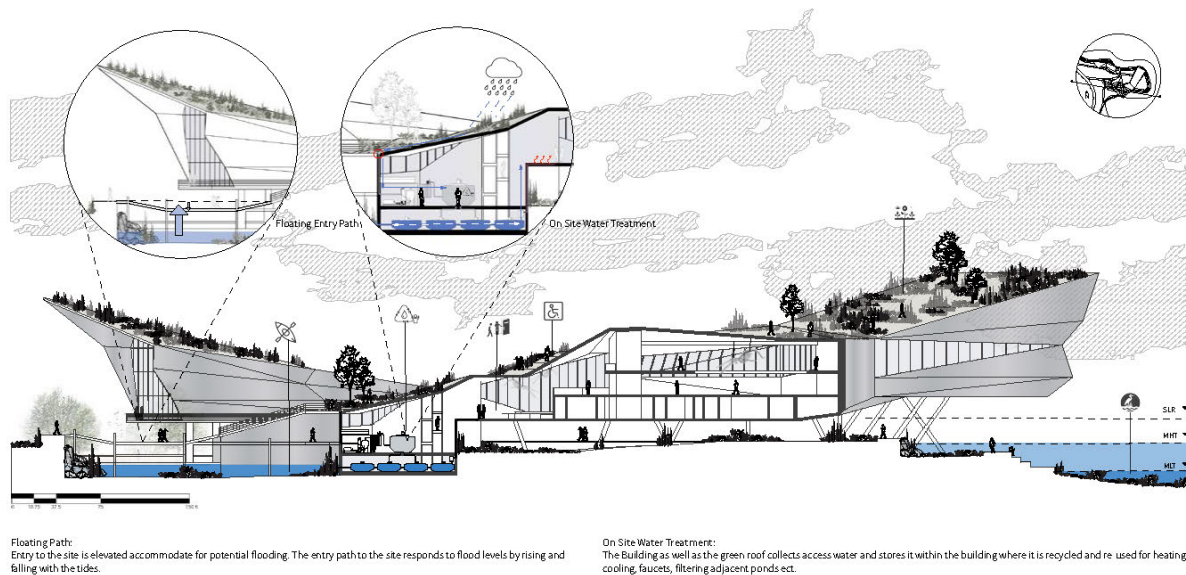 Floating Entry Path
On Site Water Treatment
SLR
MHT
MLT
Floating Path:
Entry to the site is elevated accommodate for potential flooding. The entry path to the site responds to flood levels by rising and
falling with the tides.
On Site Water Treatment:
The Building as well as the green roof collects access water and stores it within the building where it is recycled and re used for heating
cooling, faucets, filtering adjacent ponds ect.